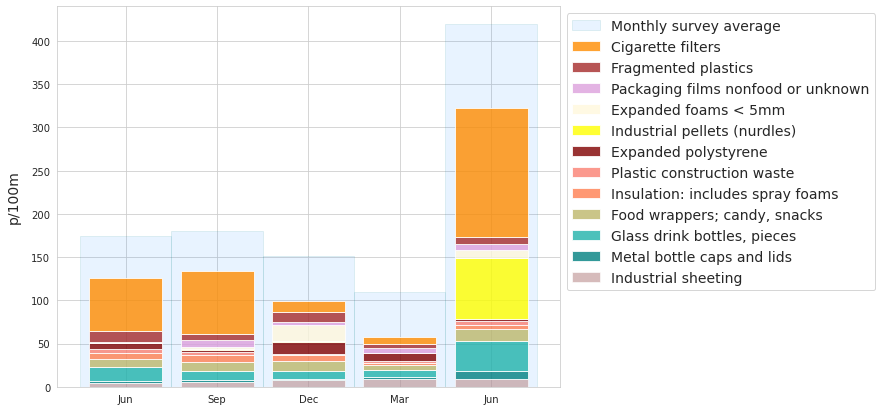 400
350
300
250
200
150
100
50
0
p/100m
Jun Sep Dec Mar Jun
Monthly survey average
Cigarette filters
Fragmented plastics
Packaging films nonfood or unknown
Expanded foams < 5mm
Industrial pellets (nurdles)
Expanded polystyrene
Plastic construction waste
Insulation: includes spray foams
Food wrappers; candy, snacks
Glass drink bottles, pieces
Metal bottle caps and lids
Industrial sheeting